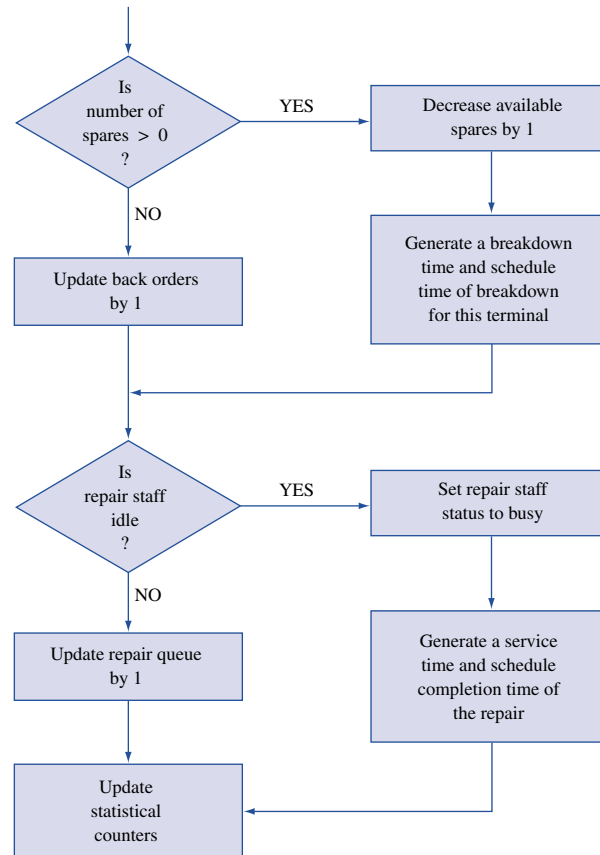 Is
number of
spares > 0
?
YES
Decrease available
spares by 1
NO
Generate a breakdown
time and schedule
time of breakdown
for this terminal
Update back orders
by 1
Is
repair staff
idle
?
YES
Set repair staff
status to busy
NO
Generate a service
time and schedule
completion time of
the repair
Update repair queue
by 1
Update
statistical
counters